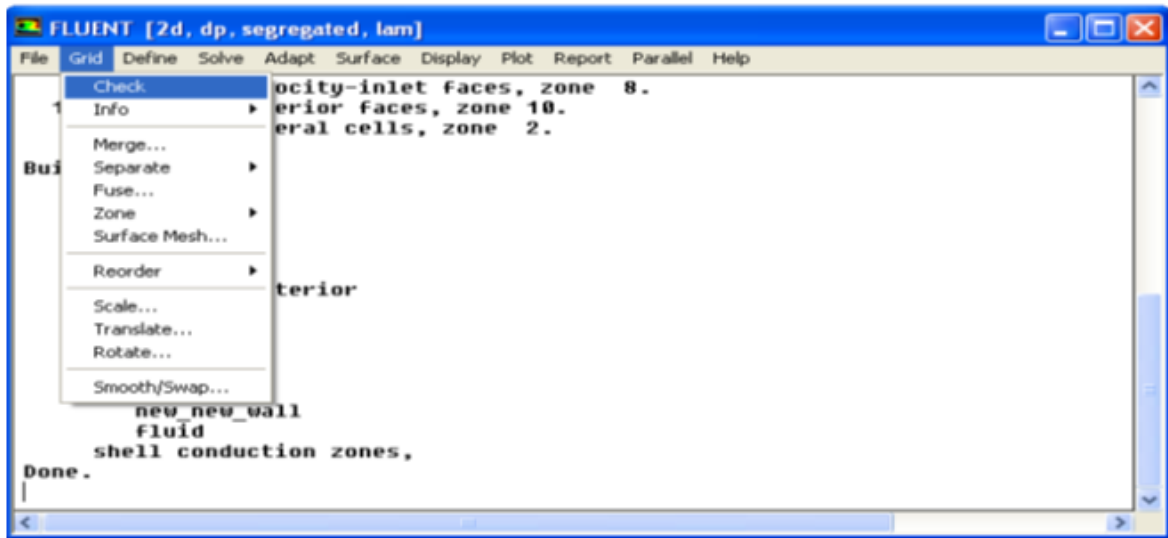 FLUENT [2d, dp, segregated, lam]
File Grid Define Solve Adapt Surface Display Plot Report Parallel Help
Check
Info
Merge...
Separate
Fuse...
Zone
Surface Mesh...
Reorder
Scale...
Translate...
Rotate...
Smooth/Swap...
ocity-inlet faces, zone 8.
1 erior faces, zone 10.
eral cells, zone 2.
Bui
terior
new_new_wall
fluid
shell conduction zones,
Done.